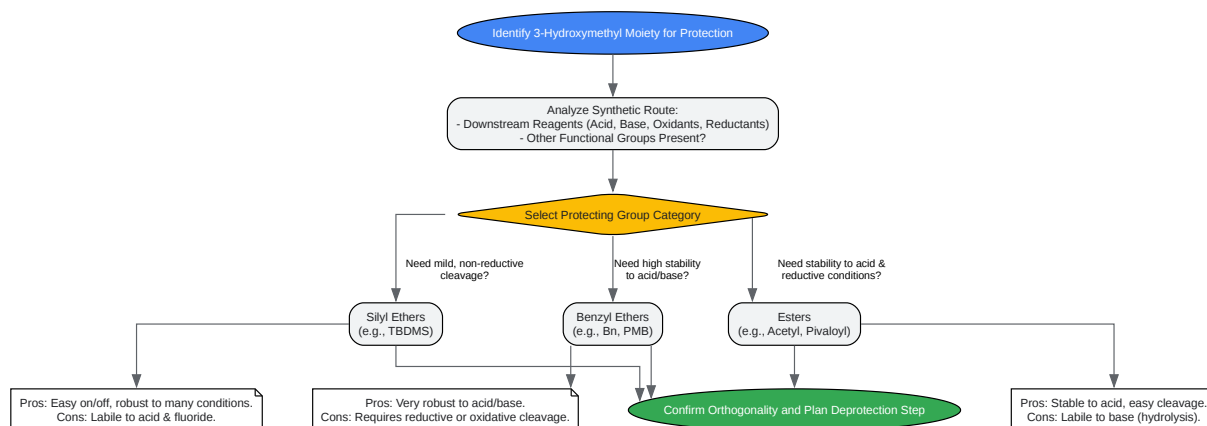 Identify 3-Hydroxymethyl Moiety for Protection
Analyze Synthetic Route:
- Downstream Reagents (Acid, Base, Oxidants, Reductants)
- Other Functional Groups Present?
Select Protecting Group Category
Need mild, non-reductive
cleavage?
Need high stability
to acid/base?
Need stability to acid &
reductive conditions?
Silyl Ethers
(e.g., TBDMS)
Benzyl Ethers
(e.g., Bn, PMB)
Esters
(e.g., Acetyl, Pivaloyl)
Pros: Easy on/off, robust to many conditions.
Cons: Labile to acid & fluoride.
Pros: Very robust to acid/base.
Cons: Requires reductive or oxidative cleavage.
Confirm Orthogonality and Plan Deprotection Step
Pros: Stable to acid, easy cleavage.
Cons: Labile to base (hydrolysis).